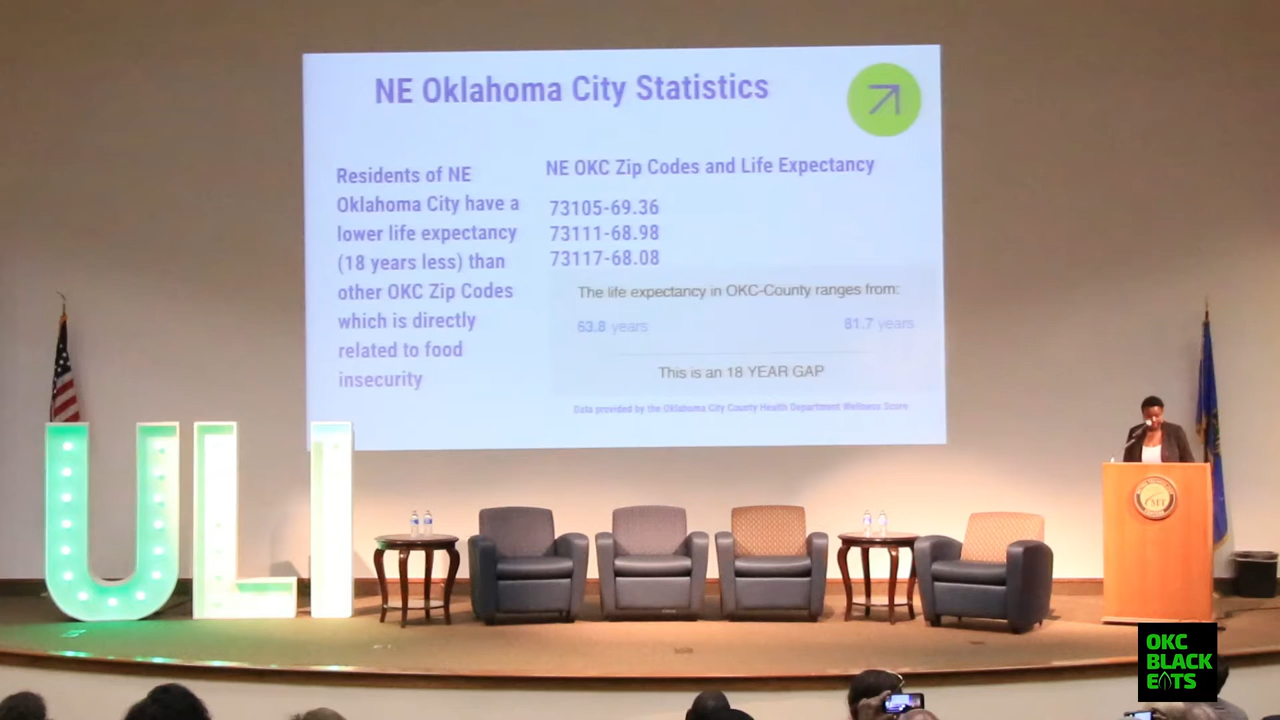 NE Oklahoma City Statistics
Residents of NE
Oklahoma City have a
lower life expectancy
(18 years less) than
other OKC Zip Codes
which is directly
related to food
insecurity
NE OKC Zip Codes and Life Expectancy
73105-69.36
73111-68.98
73117-68.08
The life expectancy in OKC-County ranges from:
63.8 years
81.7 years
This is an 18 YEAR GAP
Data provided by the Oklahoma City County Health Department Wellness Score
ULI
OKC
BLACK
EATS